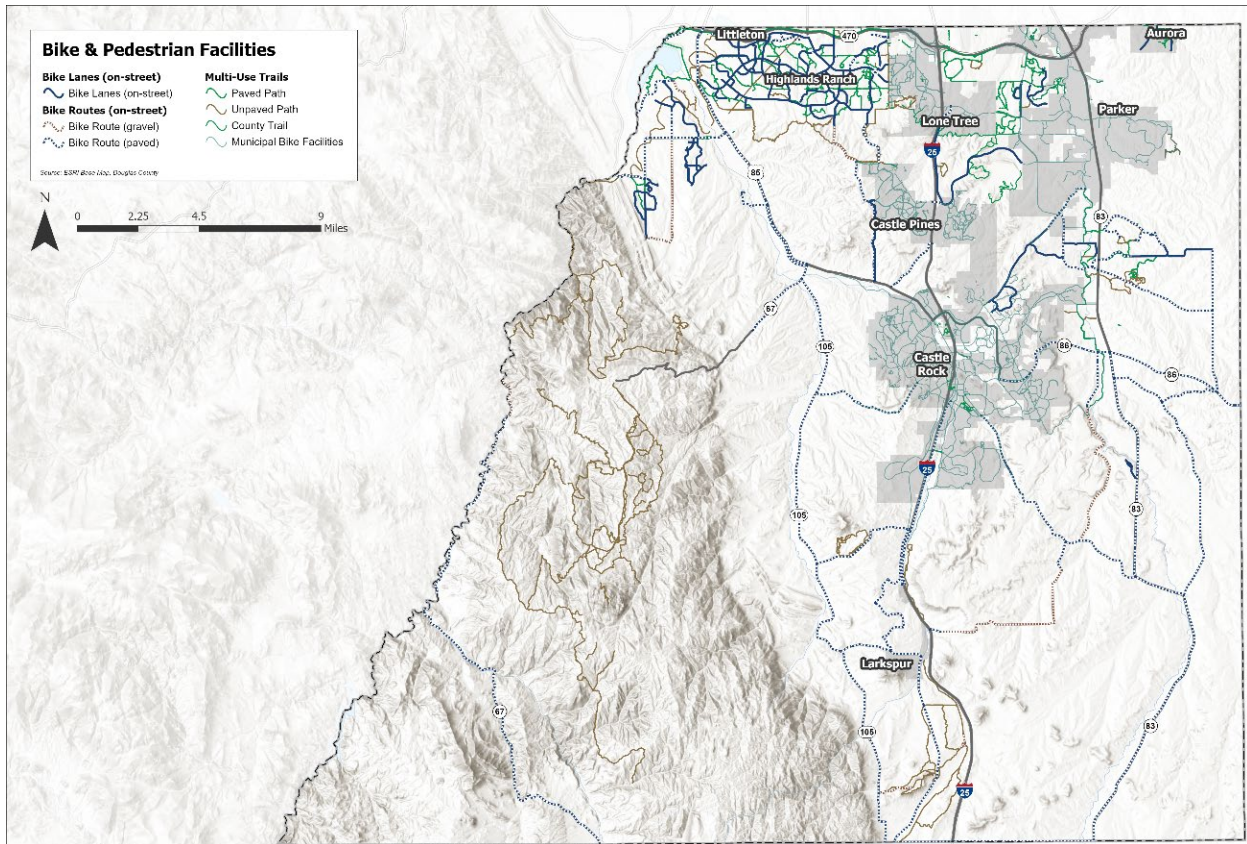 Bike & Pedestrian Facilities
Bike Lanes (on-street)
Bike Lanes (on-street)
Bike Routes (on-street)
Bike Route (gravel)
Bike Route (paved)
Multi-Use Trails
Paved Path
Unpaved Path
County Trail
Municipal Bike Facilities
Source: ESRI Base Map, Douglas County
N
0 2.25 4.5 9
Miles
Littleton
470
Aurora
Highlands Ranch
Parker
Lone Tree
25
85
Castle Pines
83
67
105
86
Castle Rock
86
25
105
83
Larkspur
67
105
83
25